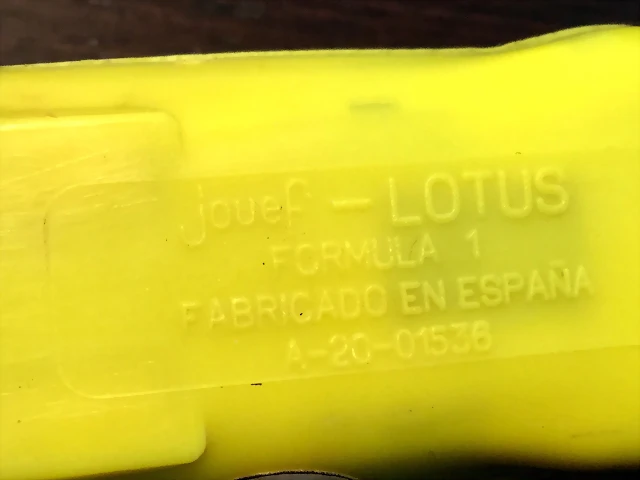 Jouef - LOTUS
FORMULA 1
FABRICADO EN ESPAÑA
A-20-01536